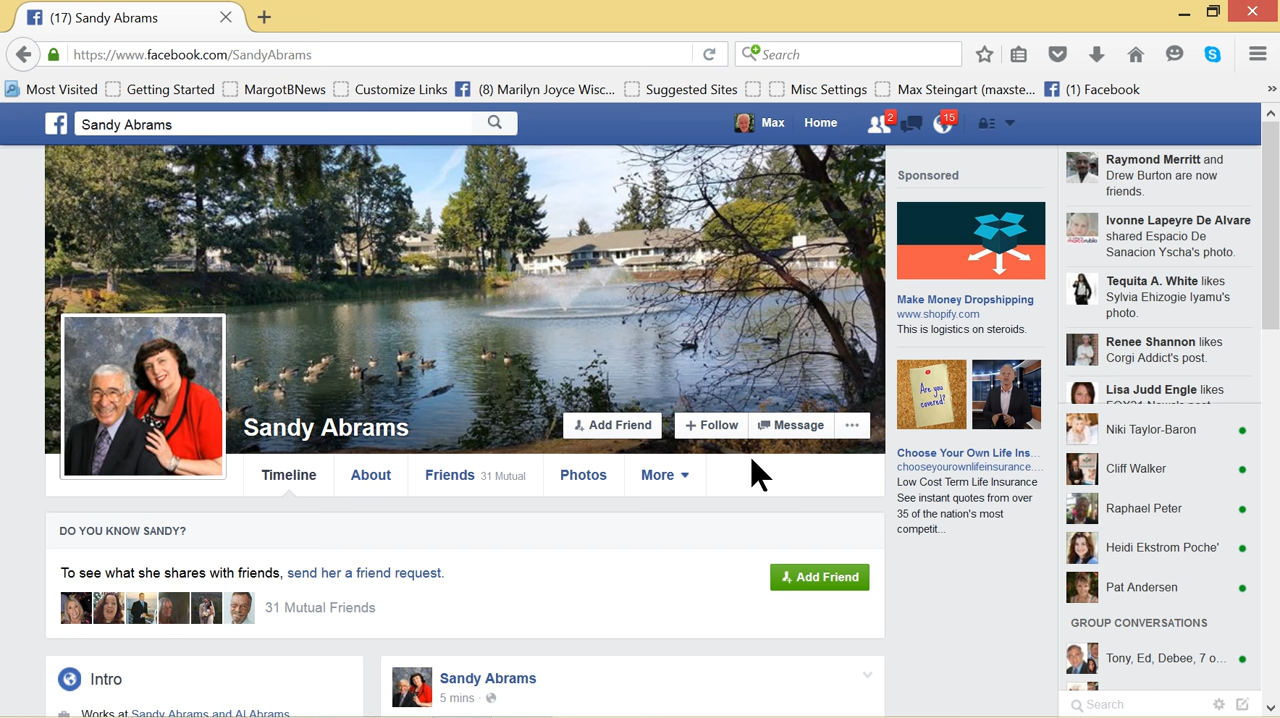 (17) Sandy Abrams
https://www.facebook.com/SandyAbrams
Search
Most Visited
Getting Started
MargotBNews
Customize Links
(8) Marilyn Joyce Wisc...
Suggested Sites
Misc Settings
Max Steingart (maxste...
(1) Facebook
»
Sandy Abrams
Max
Home
2
15
Sandy Abrams
Add Friend
+ Follow
Message
...
Timeline
About
Friends 31 Mutual
Photos
More
DO YOU KNOW SANDY?
To see what she shares with friends, send her a friend request.
Add Friend
31 Mutual Friends
Intro
Works at Sandy Abrams and Al Abrams
Sandy Abrams
5 mins ·
Sponsored
Make Money Dropshipping
www.shopify.com
This is logistics on steroids.
Are you covered?
Choose Your Own Life Ins...
chooseyourownlifeinsurance....
Low Cost Term Life Insurance
See instant quotes from over
35 of the nation's most
competit...
Raymond Merritt and
Drew Burton are now
friends.
Ivonne Lapeyre De Alvare
shared Espacio De
Sanacion Yscha's photo.
Tequita A. White likes
Sylvia Ehizogie Iyamu's
photo.
Renee Shannon likes
Corgi Addict's post.
Lisa Judd Engle likes
Niki Taylor-Baron
Cliff Walker
Raphael Peter
Heidi Ekstrom Poche'
Pat Andersen
GROUP CONVERSATIONS
Tony, Ed, Debee, 7 o...
Search